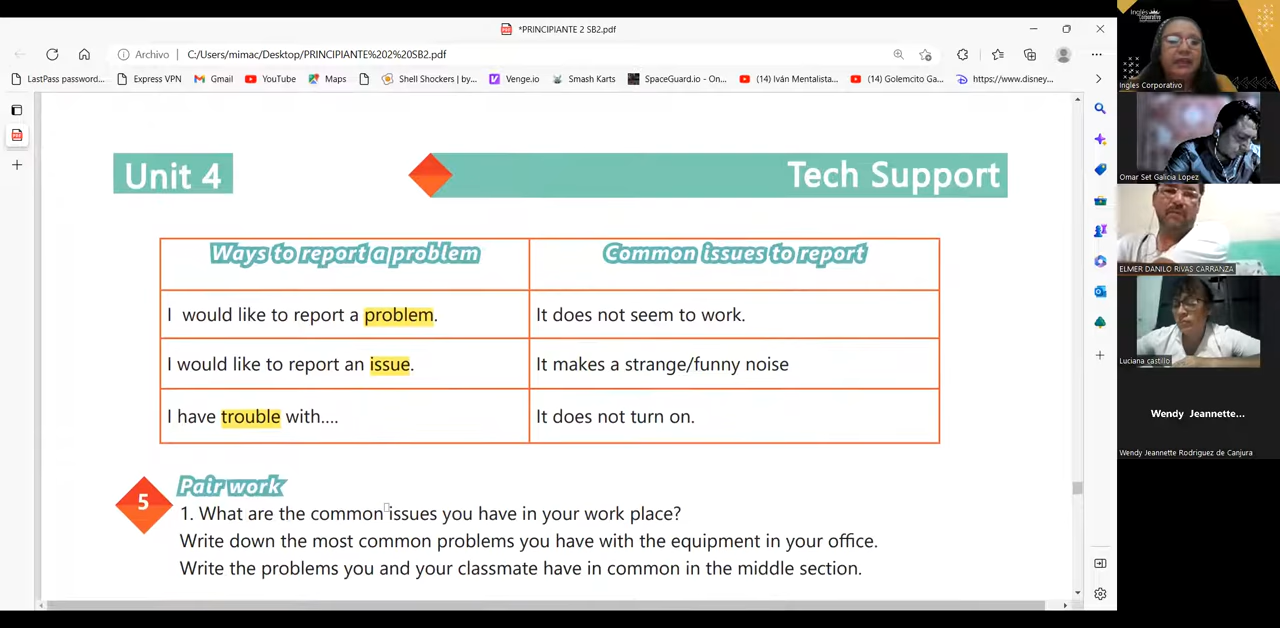 *PRINCIPIANTE 2 SB2.pdf
Archivo C:/Users/mimac/Desktop/PRINCIPIANTE%202%20SB2.pdf
LastPass password... Express VPN Gmail YouTube Maps Shell Shockers | by... Venge.io Smash Karts SpaceGuard.io - On... (14) Iván Mentalista... (14) Golemcito Ga... https://www.disney...
Unit 4
Tech Support
Ways to report a problem
Common issues to report
I would like to report a problem.
It does not seem to work.
I would like to report an issue.
It makes a strange/funny noise
I have trouble with....
It does not turn on.
5
Pair work
1. What are the common issues you have in your work place?
Write down the most common problems you have with the equipment in your office.
Write the problems you and your classmate have in common in the middle section.
Inglés
Corporativo
Ingles Corporativo
Omar Set Galicia Lopez
ELMER DANILO RIVAS CARRANZA
Luciana castillo
Wendy Jeannette...
Wendy Jeannette Rodriguez de Canjura